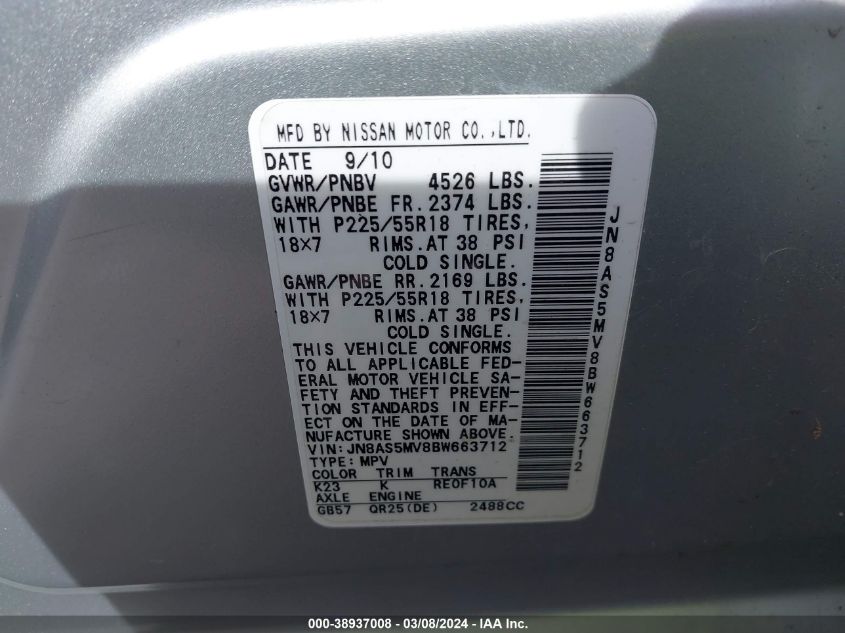 MFD BY NISSAN MOTOR CO.,LTD.
DATE 9/10
GVWR/PNBV 4526 LBS.
GAWR/PNBE FR. 2374 LBS.
WITH P225/55R18 TIRES,
18×7 RIMS. AT 38 PSI
COLD SINGLE.
GAWR/PNBE RR. 2169 LBS.
WITH P225/55R18 TIRES,
18×7 RIMS. AT 38 PSI
COLD SINGLE.
THIS VEHICLE CONFORMS
TO ALL APPLICABLE FED-
ERAL MOTOR VEHICLE SA-
FETY AND THEFT PREVEN-
TION STANDARDS IN EFF-
ECT ON THE DATE OF MA-
NUFACTURE SHOWN ABOVE.
VIN: JN8AS5MV8BW663712
TYPE: MPV
COLOR TRIM TRANS
K23 K RE0F10A
AXLE ENGINE
GB57 QR25(DE) 2488CC
JN8AS5MV8BW663712
000-38937008 - 03/08/2024 - IAA Holdings, LLC.